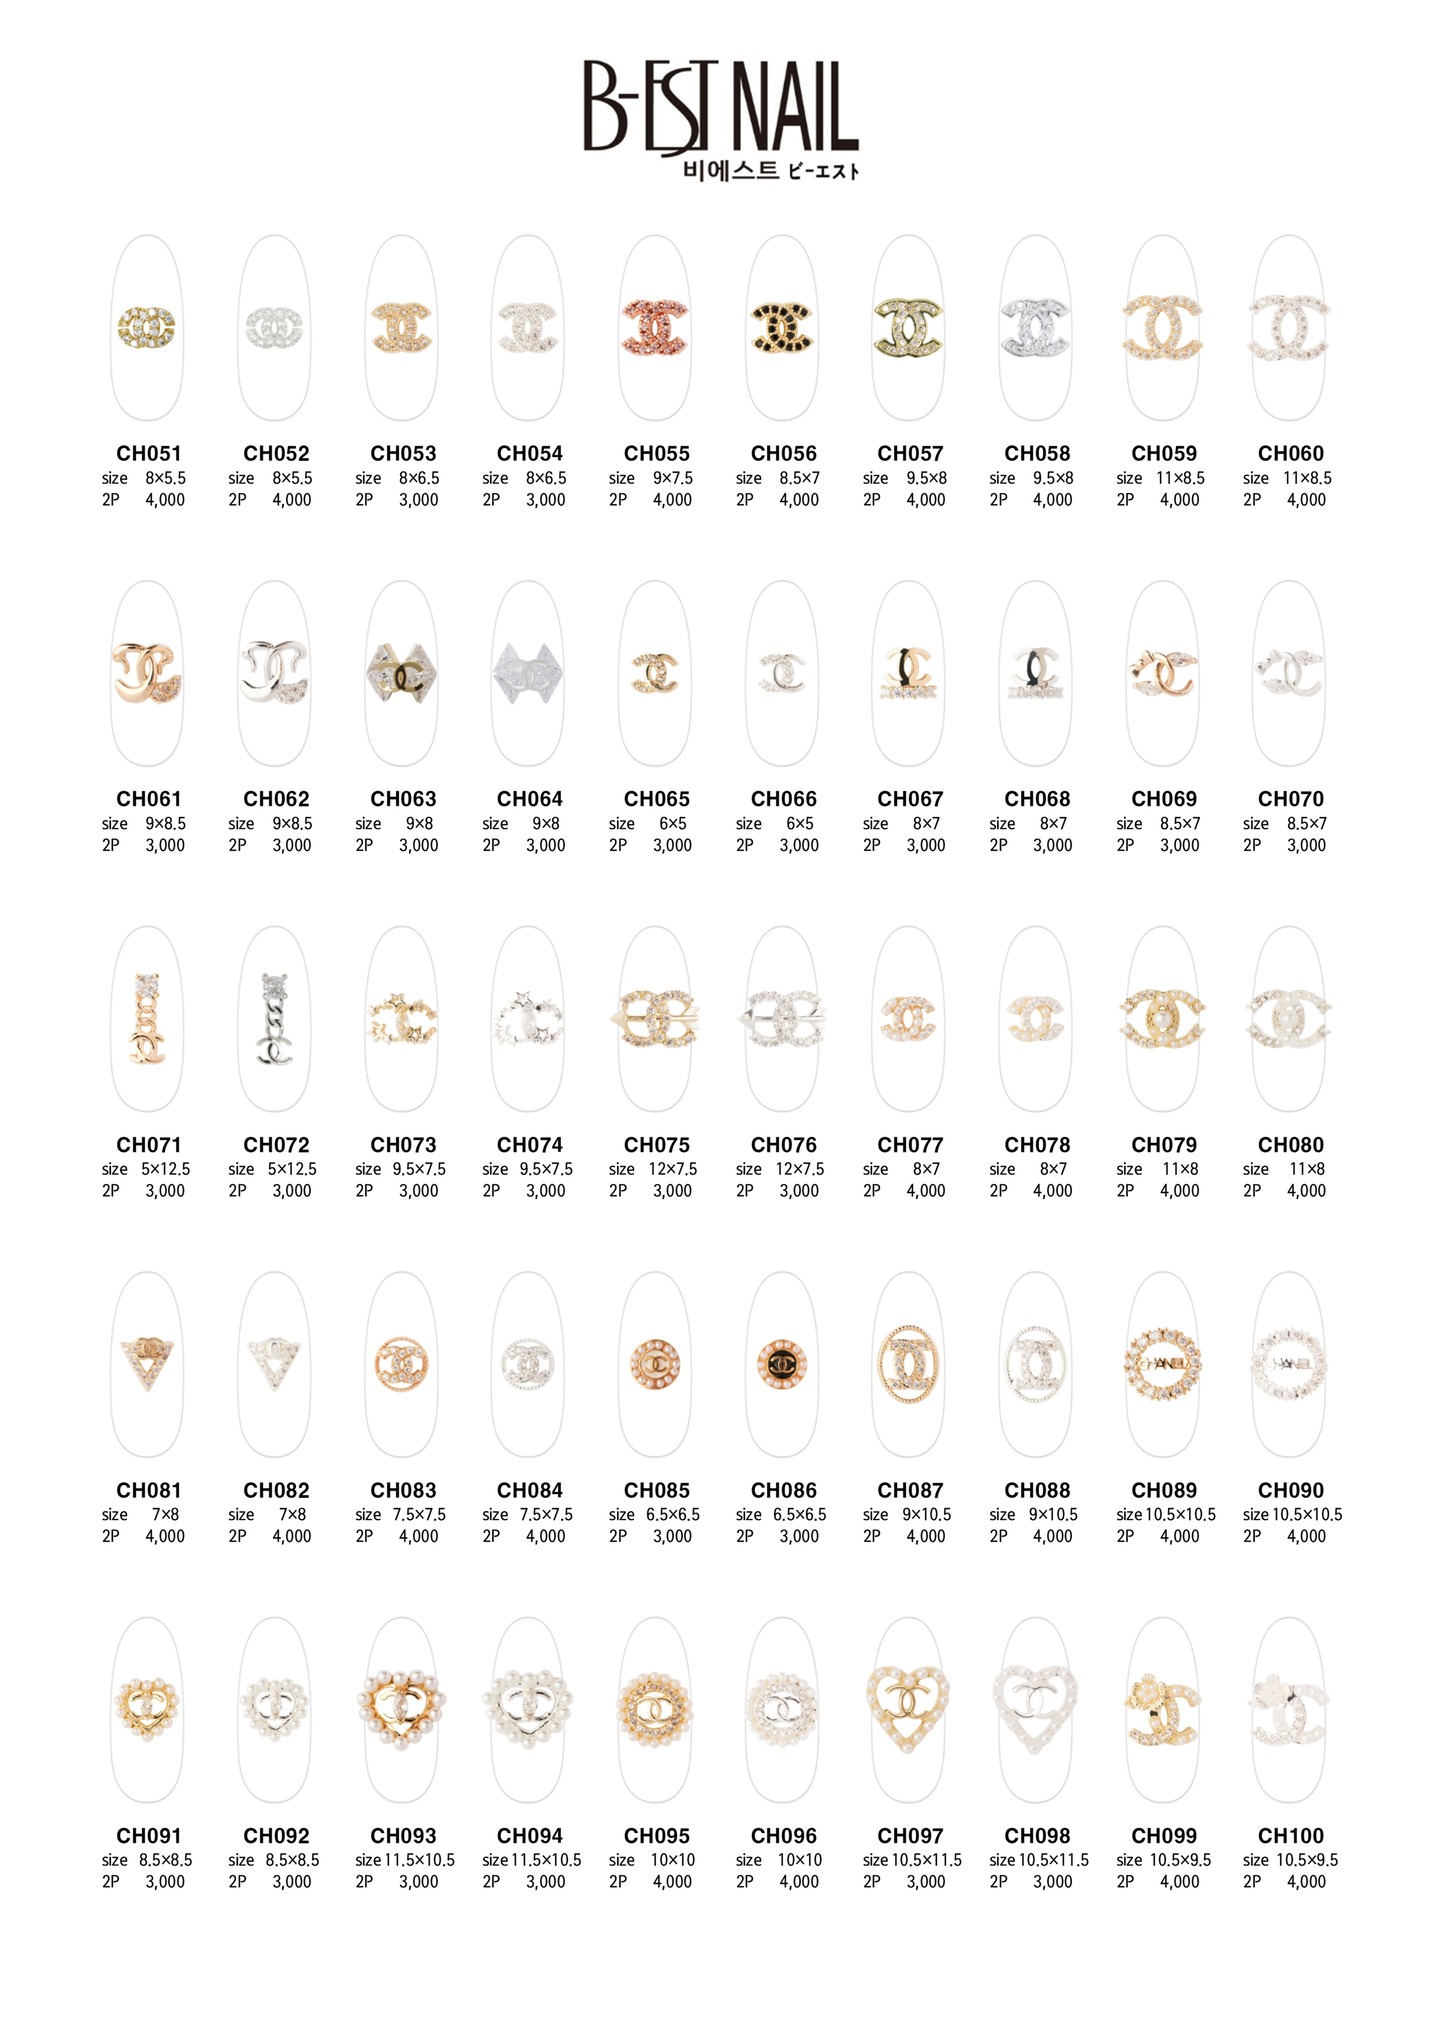 B-EST NAIL
비에스트 ビーエスト
CH051 CH052 CH053 CH054 CH055 CH056 CH057 CH058 CH059 CH060
size 8×5.5 size 8×5.5 size 8×6.5 size 8×6.5 size 9×7.5 size 8.5×7 size 9.5×8 size 9.5×8 size 11×8.5 size 11×8.5
2P 4,000 2P 4,000 2P 3,000 2P 3,000 2P 4,000 2P 4,000 2P 4,000 2P 4,000 2P 4,000 2P 4,000
CH061 CH062 CH063 CH064 CH065 CH066 CH067 CH068 CH069 CH070
size 9×8.5 size 9×8.5 size 9×8 size 9×8 size 6×5 size 6×5 size 8×7 size 8×7 size 8.5×7 size 8.5×7
2P 3,000 2P 3,000 2P 3,000 2P 3,000 2P 3,000 2P 3,000 2P 3,000 2P 3,000 2P 3,000 2P 3,000
CH071 CH072 CH073 CH074 CH075 CH076 CH077 CH078 CH079 CH080
size 5×12.5 size 5×12.5 size 9.5×7.5 size 9.5×7.5 size 12×7.5 size 12×7.5 size 8×7 size 8×7 size 11×8 size 11×8
2P 3,000 2P 3,000 2P 3,000 2P 3,000 2P 3,000 2P 3,000 2P 4,000 2P 4,000 2P 4,000 2P 4,000
CHANEL CHANEL
CH081 CH082 CH083 CH084 CH085 CH086 CH087 CH088 CH089 CH090
size 7×8 size 7×8 size 7.5×7.5 size 7.5×7.5 size 6.5×6.5 size 6.5×6.5 size 9×10.5 size 9×10.5 size 10.5×10.5 size 10.5×10.5
2P 4,000 2P 4,000 2P 4,000 2P 4,000 2P 3,000 2P 3,000 2P 4,000 2P 4,000 2P 4,000 2P 4,000
CH091 CH092 CH093 CH094 CH095 CH096 CH097 CH098 CH099 CH100
size 8.5×8.5 size 8.5×8.5 size 11.5×10.5 size 11.5×10.5 size 10×10 size 10×10 size 10.5×11.5 size 10.5×11.5 size 10.5×9.5 size 10.5×9.5
2P 3,000 2P 3,000 2P 3,000 2P 3,000 2P 4,000 2P 4,000 2P 3,000 2P 3,000 2P 4,000 2P 4,000